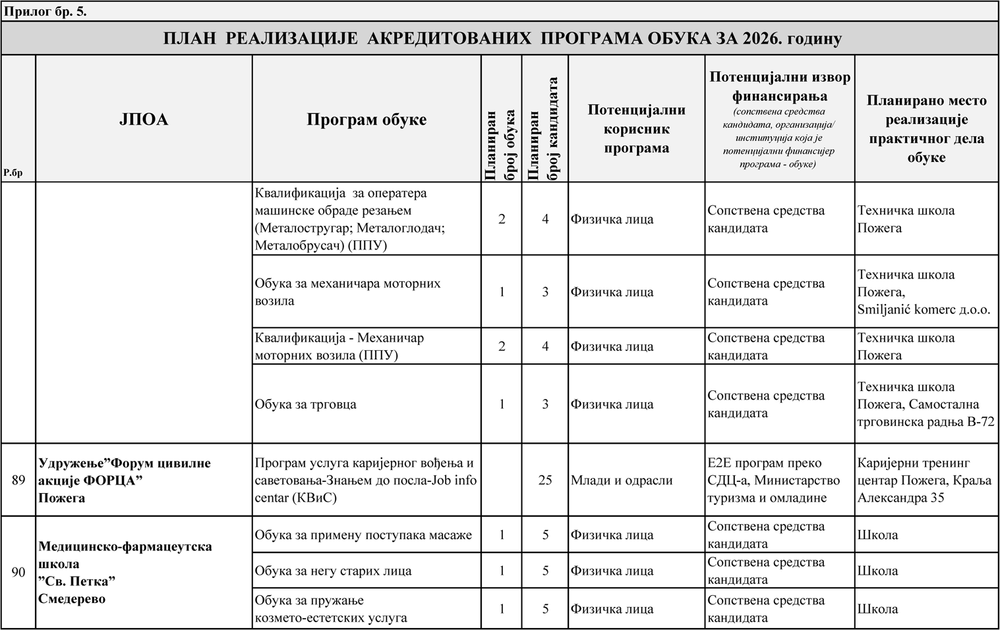 Прилог бр. 5.
ПЛАН РЕАЛИЗАЦИЈЕ АКРЕДИТОВАНИХ ПРОГРАМА ОБУКА ЗА 2026. годину
Р.бр
ЈПОА
Програм обуке
Планиран
број обука
Планиран
број кандидата
Потенцијални
корисник
програма
Потенцијални извор
финансирања
(сопствена средства
кандидата, организација/
институција која је
потенцијални финансијер
програма - обуке)
Планирано место
реализације
практичног дела
обуке
Квалификација за оператера
машинске обраде резањем
(Металостругар; Металоглодач;
Металобрусач) (ППУ)
2
4
Физичка лица
Сопствена средства
кандидата
Техничка школа
Пожега
Обука за механичара моторних
возила
1
3
Физичка лица
Сопствена средства
кандидата
Техничка школа
Пожега,
Smiljanić komerc д.о.о.
Квалификација - Механичар
моторних возила (ППУ)
2
4
Физичка лица
Сопствена средства
кандидата
Техничка школа
Пожега
Обука за трговца
1
3
Физичка лица
Сопствена средства
кандидата
Техничка школа
Пожега, Самостална
трговинска радња В-72
89
Удружење”Форум цивилне
акције ФОРЦА”
Пожега
Програм услуга каријерног вођења и
саветовања-Знањем до посла-Job info
centar (КВиС)
25
Млади и одрасли
Е2Е програм преко
СДЦ-а, Министарство
туризма и омладине
Каријерни тренинг
центар Пожега, Краља
Александра 35
90
Медицинско-фармацеутска
школа
”Св. Петка”
Смедерево
Обука за примену поступака масаже
1
5
Физичка лица
Сопствена средства
кандидата
Школа
Обука за негу старих лица
1
5
Физичка лица
Сопствена средства
кандидата
Школа
Обука за пружање
козмето-естетских услуга
1
5
Физичка лица
Сопствена средства
кандидата
Школа